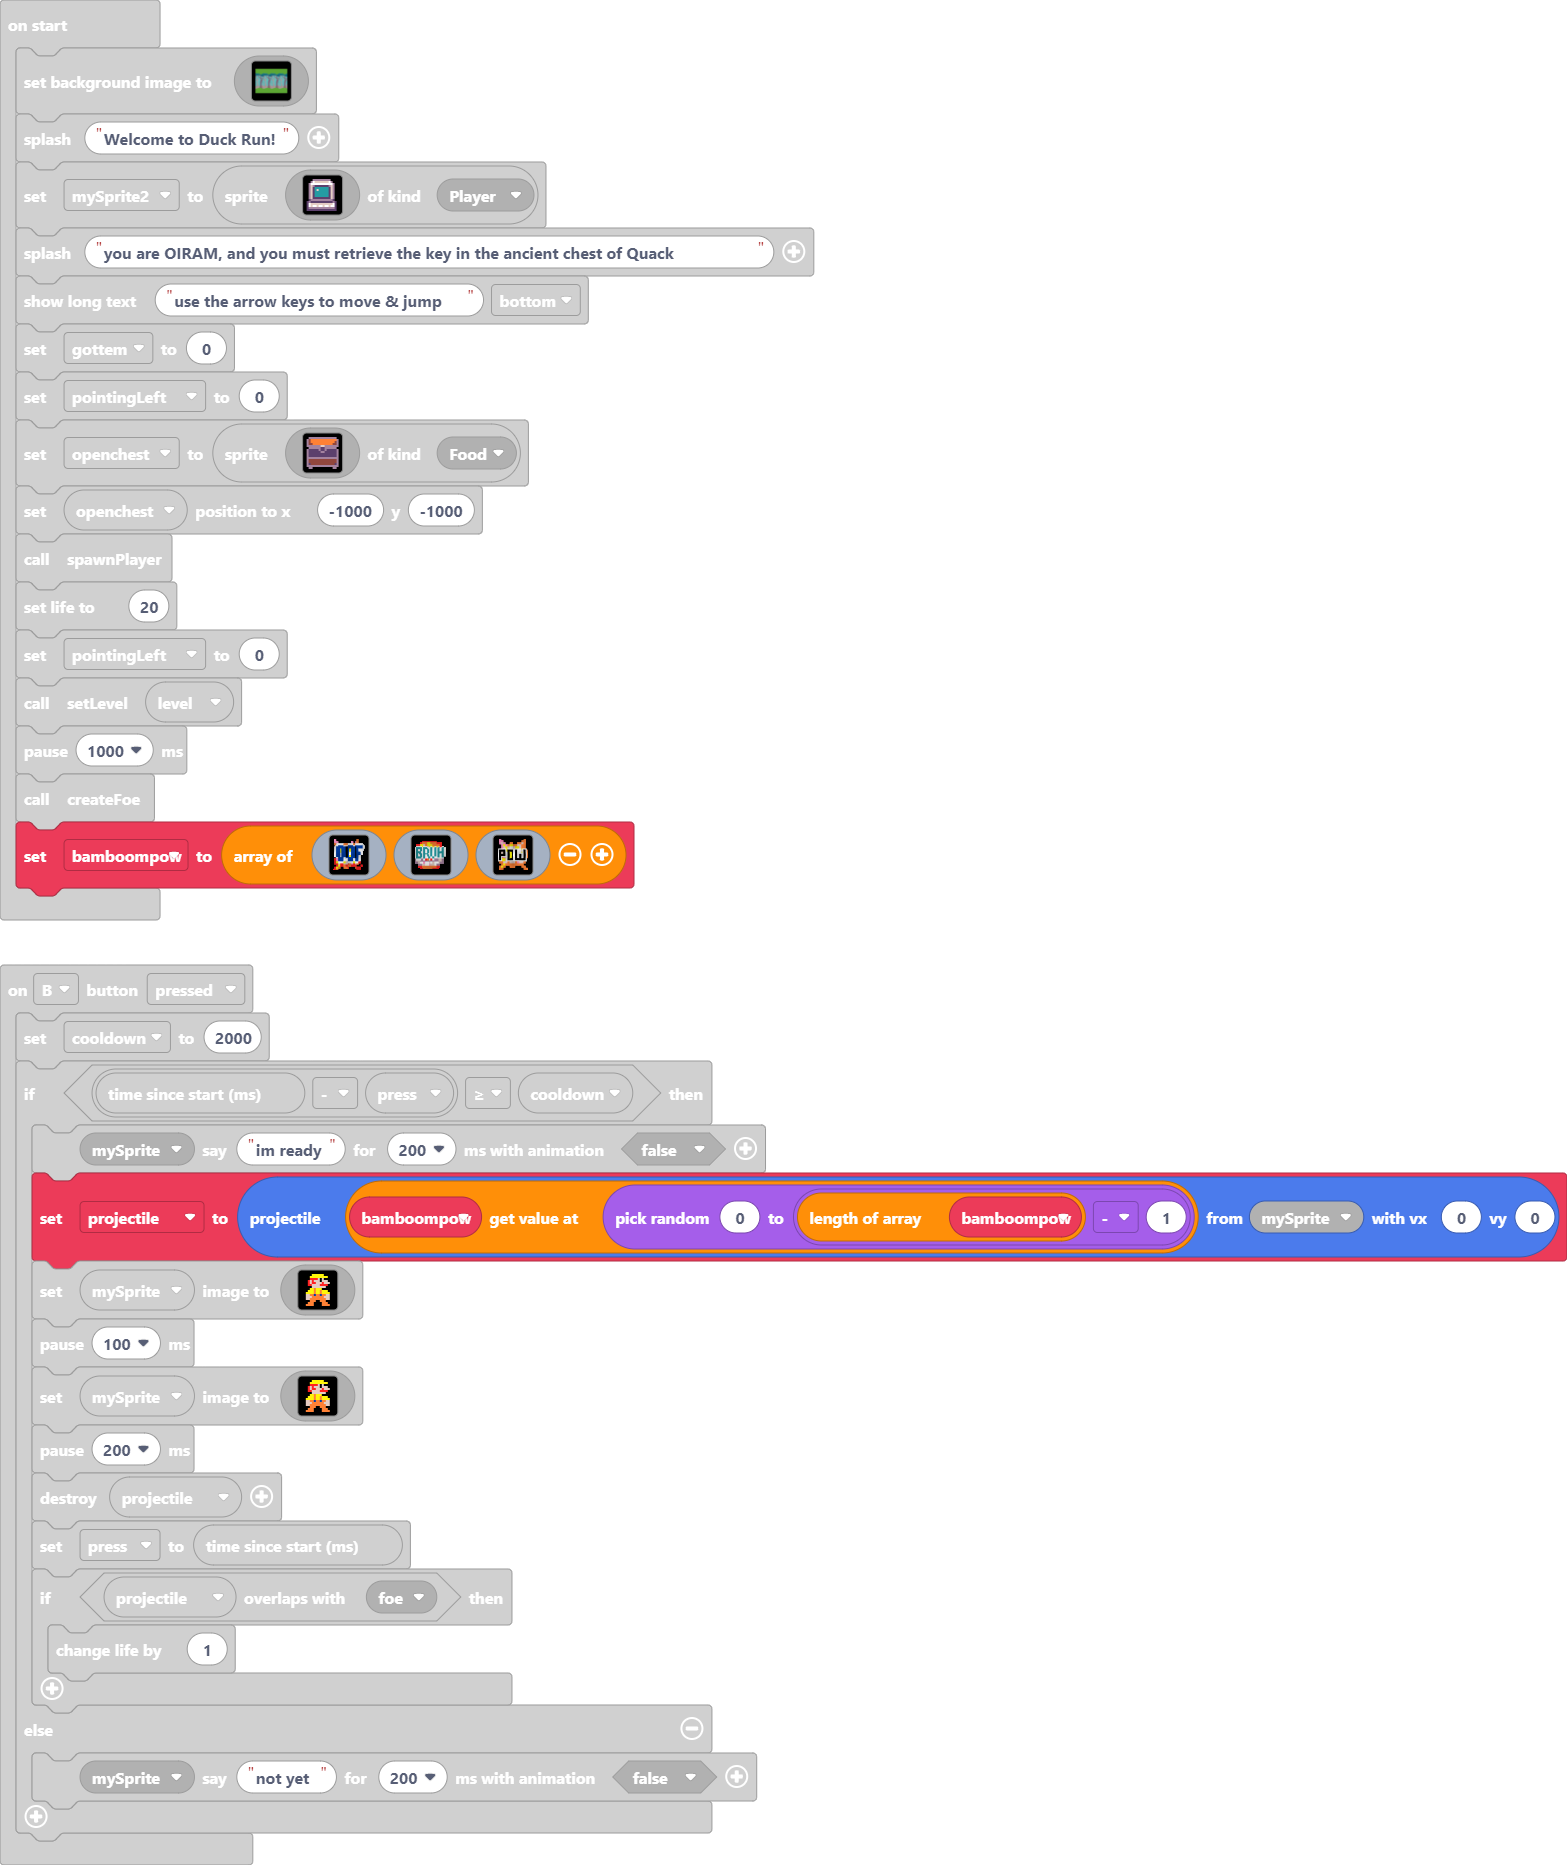 on start
set background image to
splash "Welcome to Duck Run!"
set mySprite2 to sprite of kind Player
splash "you are OIRAM, and you must retrieve the key in the ancient chest of Quack"
show long text "use the arrow keys to move & jump" bottom
set gottem to 0
set pointingLeft to 0
set openchest to sprite of kind Food
set openchest position to x -1000 y -1000
call spawnPlayer
set life to 20
set pointingLeft to 0
call setLevel level
pause 1000 ms
call createFoe
set bamboompow to array of OOF BRUH POW
on B button pressed
set cooldown to 2000
if time since start (ms) - press ≥ cooldown then
mySprite say "im ready" for 200 ms with animation false
set projectile to projectile bamboompow get value at pick random 0 to length of array bamboompow - 1 from mySprite with vx 0 vy 0
set mySprite image to
pause 100 ms
set mySprite image to
pause 200 ms
destroy projectile
set press to time since start (ms)
if projectile overlaps with foe then
change life by 1
else
mySprite say "not yet" for 200 ms with animation false